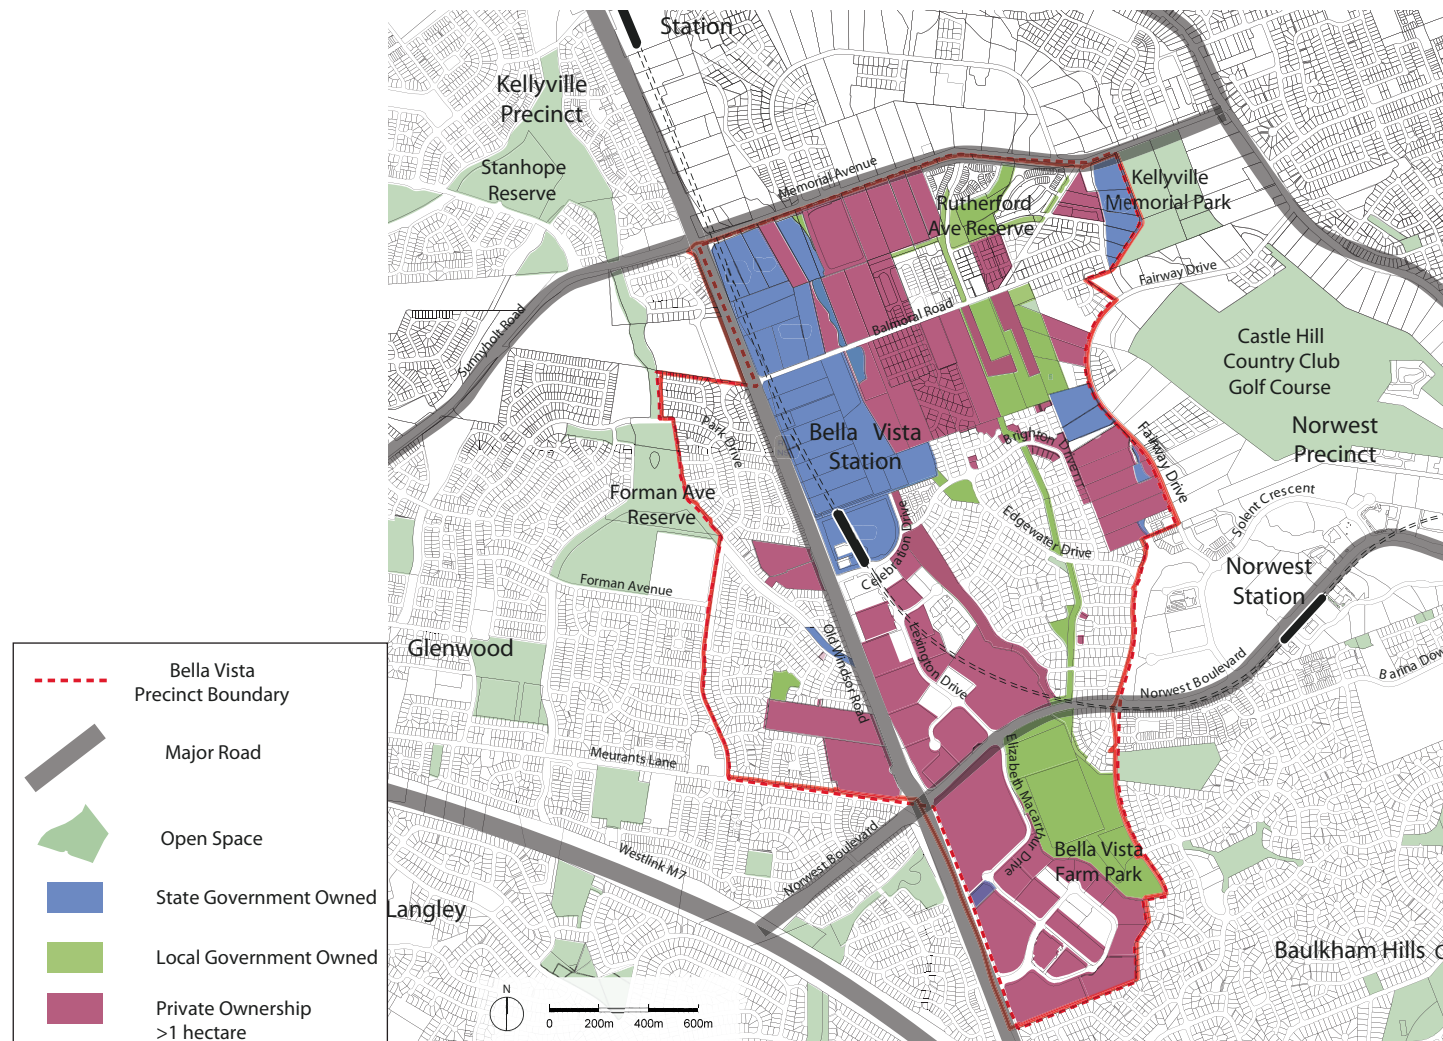 Station
Kellyville
Precinct
Stanhope
Reserve
Memorial Avenue
Kellyville
Memorial Park
Rutherford
Ave Reserve
Fairway Drive
Sunnyholt Road
Balmoral Road
Castle Hill
Country Club
Golf Course
Norwest
Precinct
Park Drive
Bella Vista
Station
Brighton Drive
Fairway Drive
Forman Ave
Reserve
Solent Crescent
Celebration Drive
Edgewater Drive
Forman Avenue
Norwest
Station
Glenwood
Old Windsor Road
Lexington Drive
Norwest Boulevard
Meurants Lane
Elizabeth Macarthur Drive
Bella Vista
Farm Park
Westlink M7
Norwest Boulevard
Langley
Baulkham Hills
Bella Vista
Precinct Boundary
Major Road
Open Space
State Government Owned
Local Government Owned
Private Ownership
>1 hectare
N
0 200m 400m 600m